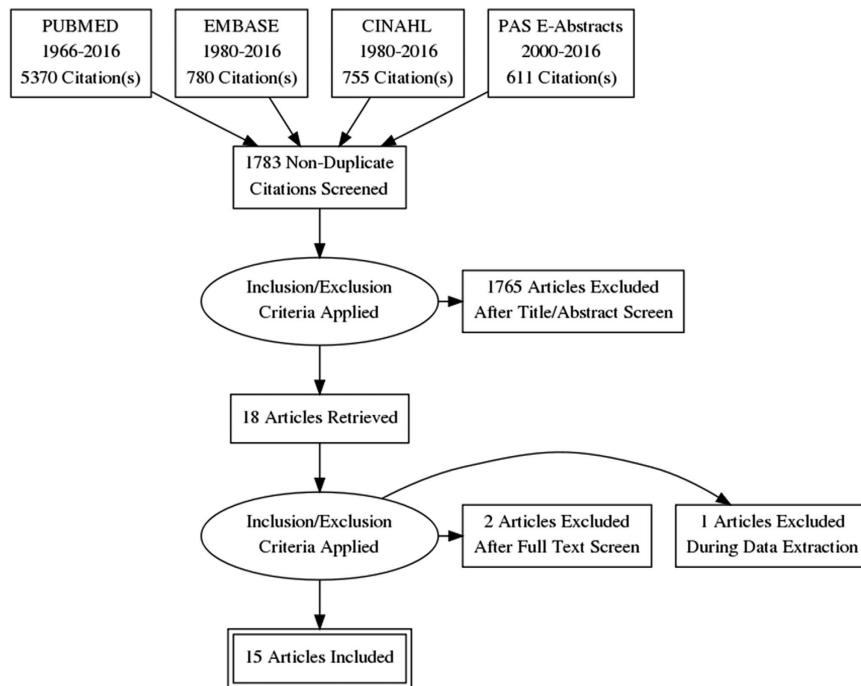 PUBMED
1966-2016
5370 Citation(s)
EMBASE
1980-2016
780 Citation(s)
CINAHL
1980-2016
755 Citation(s)
PAS E-Abstracts
2000-2016
611 Citation(s)
1783 Non-Duplicate
Citations Screened
Inclusion/Exclusion
Criteria Applied
1765 Articles Excluded
After Title/Abstract Screen
18 Articles Retrieved
Inclusion/Exclusion
Criteria Applied
2 Articles Excluded
After Full Text Screen
1 Articles Excluded
During Data Extraction
15 Articles Included